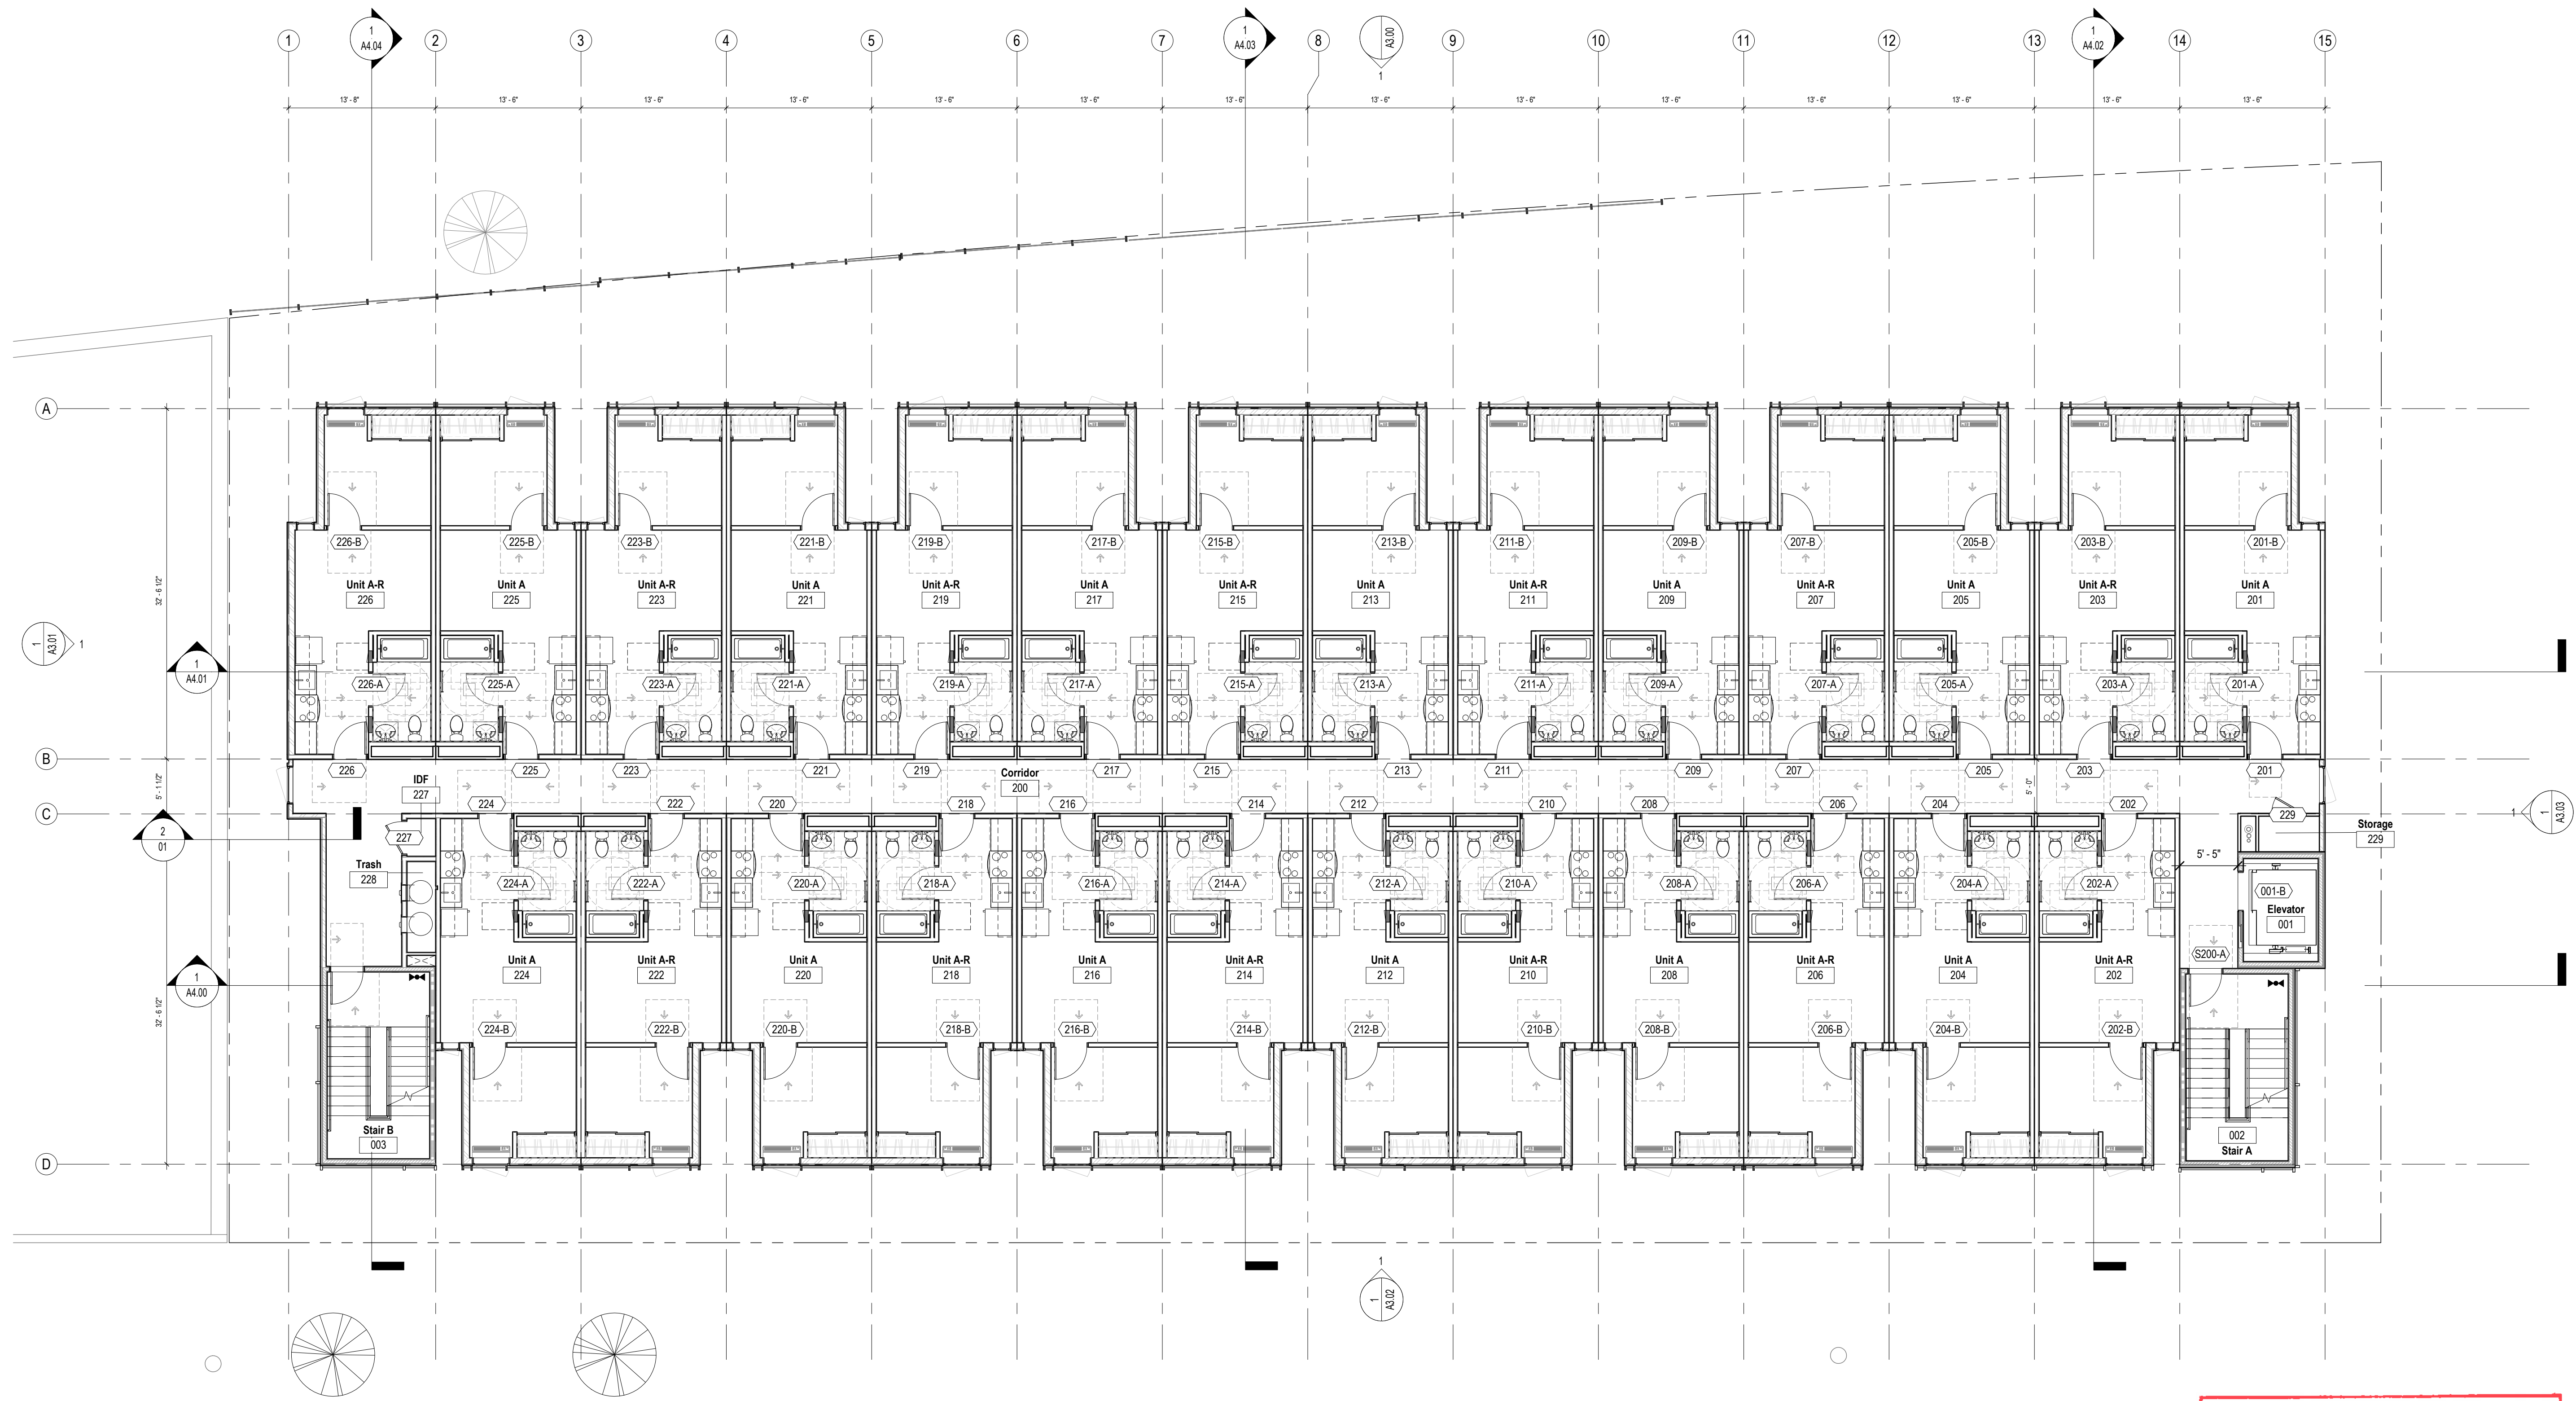 1 2 3 4 5 6 7 8 9 10 11 12 13 14 15
1
A4.04
1
A4.03
A3.00
1
1
A4.02
13' - 8" 13' - 6" 13' - 6" 13' - 6" 13' - 6" 13' - 6" 13' - 6" 13' - 6" 13' - 6" 13' - 6" 13' - 6" 13' - 6" 13' - 6" 13' - 6"
A
226-B 225-B 223-B 221-B 219-B 217-B 215-B 213-B 211-B 209-B 207-B 205-B 203-B 201-B
Unit A-R Unit A Unit A-R Unit A Unit A-R Unit A Unit A-R Unit A Unit A-R Unit A Unit A-R Unit A Unit A-R Unit A
226 225 223 221 219 217 215 213 211 209 207 205 203 201
32' - 6 1/2"
1
A3.01
1
1
A4.01
226-A 225-A 223-A 221-A 219-A 217-A 215-A 213-A 211-A 209-A 207-A 205-A 203-A 201-A
B
226 225 223 221 219 217 215 213 211 209 207 205 203 201
IDF
227
Corridor
200
5' - 1 1/2"
5' - 0"
C
224 222 220 218 216 214 212 210 208 206 204 202
229
Storage
229
1
1
A3.03
2
01
227
Trash
228
5' - 5"
224-A 222-A 220-A 218-A 216-A 214-A 212-A 210-A 208-A 206-A 204-A 202-A
001-B
Elevator
001
S200-A
Unit A Unit A-R Unit A Unit A-R Unit A Unit A-R Unit A Unit A-R Unit A Unit A-R Unit A Unit A-R
224 222 220 218 216 214 212 210 208 206 204 202
1
A4.00
32' - 6 1/2"
224-B 222-B 220-B 218-B 216-B 214-B 212-B 210-B 208-B 206-B 204-B 202-B
Stair B
003
002
Stair A
D
1
1
A3.02